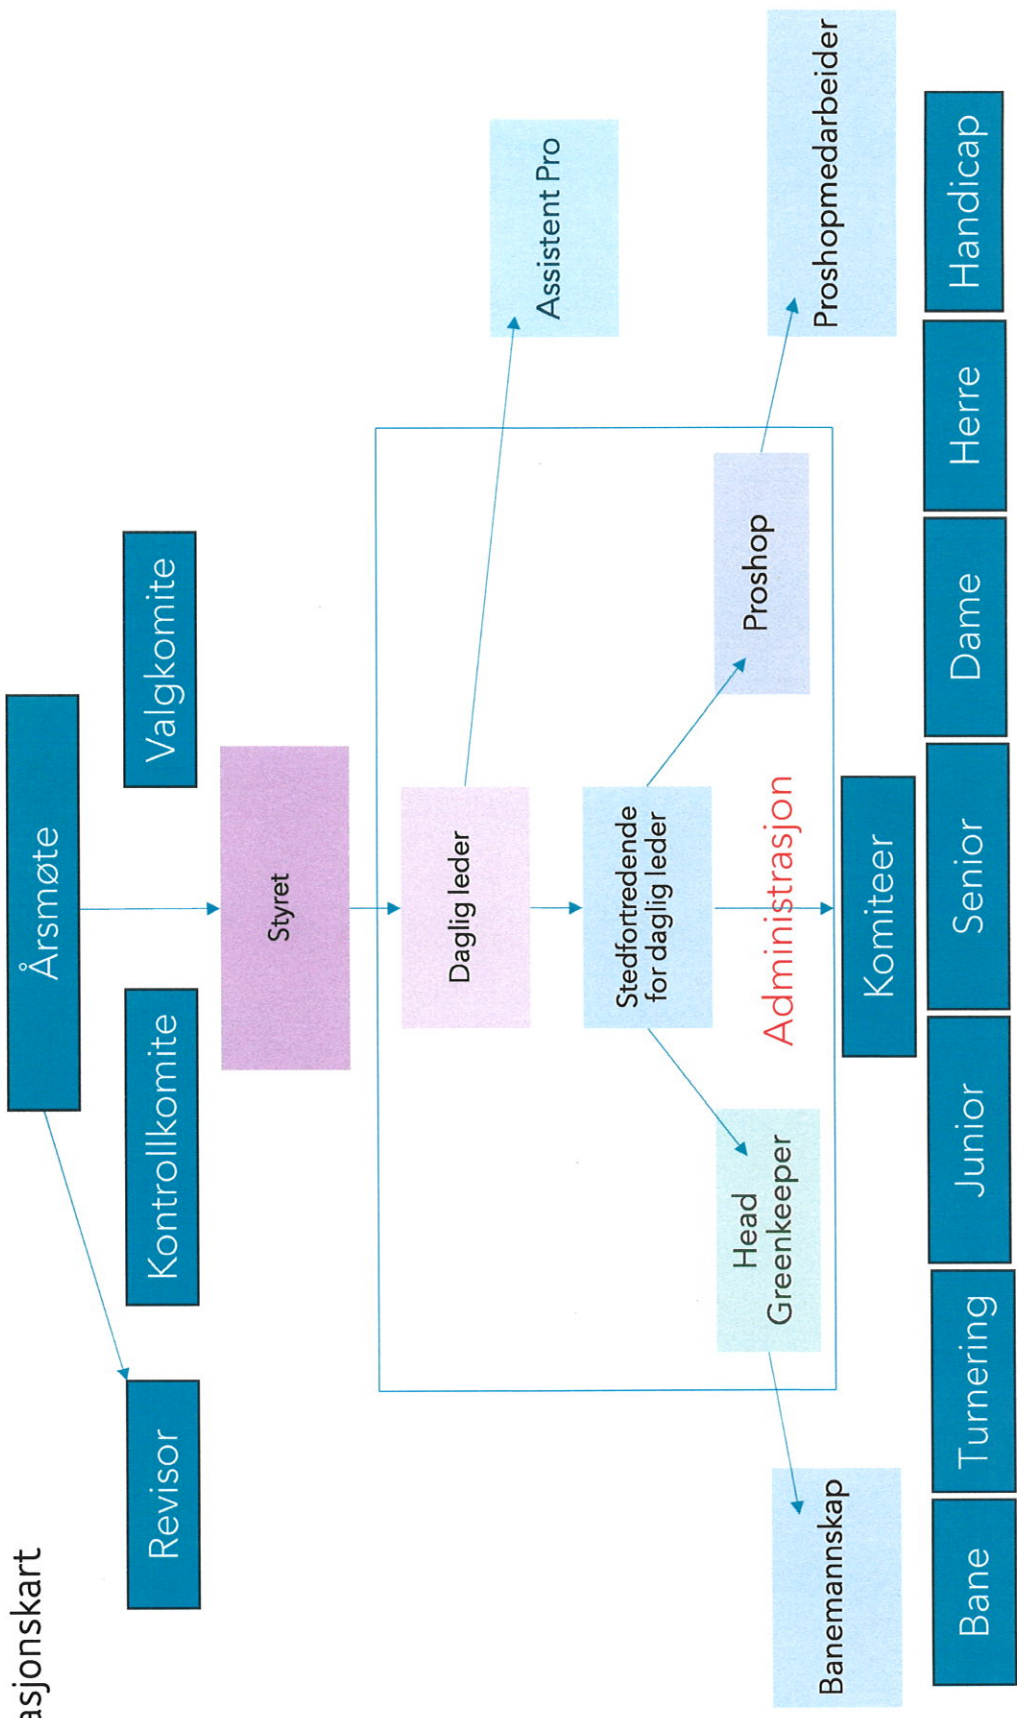 asjonskart
Årsmøte
Revisor
Kontrollkomite
Valgkomite
Styret
Daglig leder
Assistent Pro
Stedfortredende
for daglig leder
Head
Greenkeeper
Administrasjon
Proshop
Banemannskap
Proshopmedarbeider
Komiteer
Bane
Turnering
Junior
Senior
Dame
Herre
Handicap